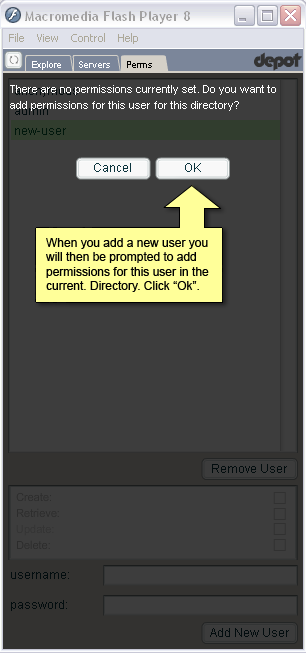 Macromedia Flash Player 8
File View Control Help
Explore Servers Perms depot
There are no permissions currently set. Do you want to
add permissions for this user for this directory?
admin
new-user
Cancel OK
When you add a new user you
will then be prompted to add
permissions for this user in the
current. Directory. Click “Ok”.
Remove User
Create:
Retrieve:
Update:
Delete:
username:
password:
Add New User